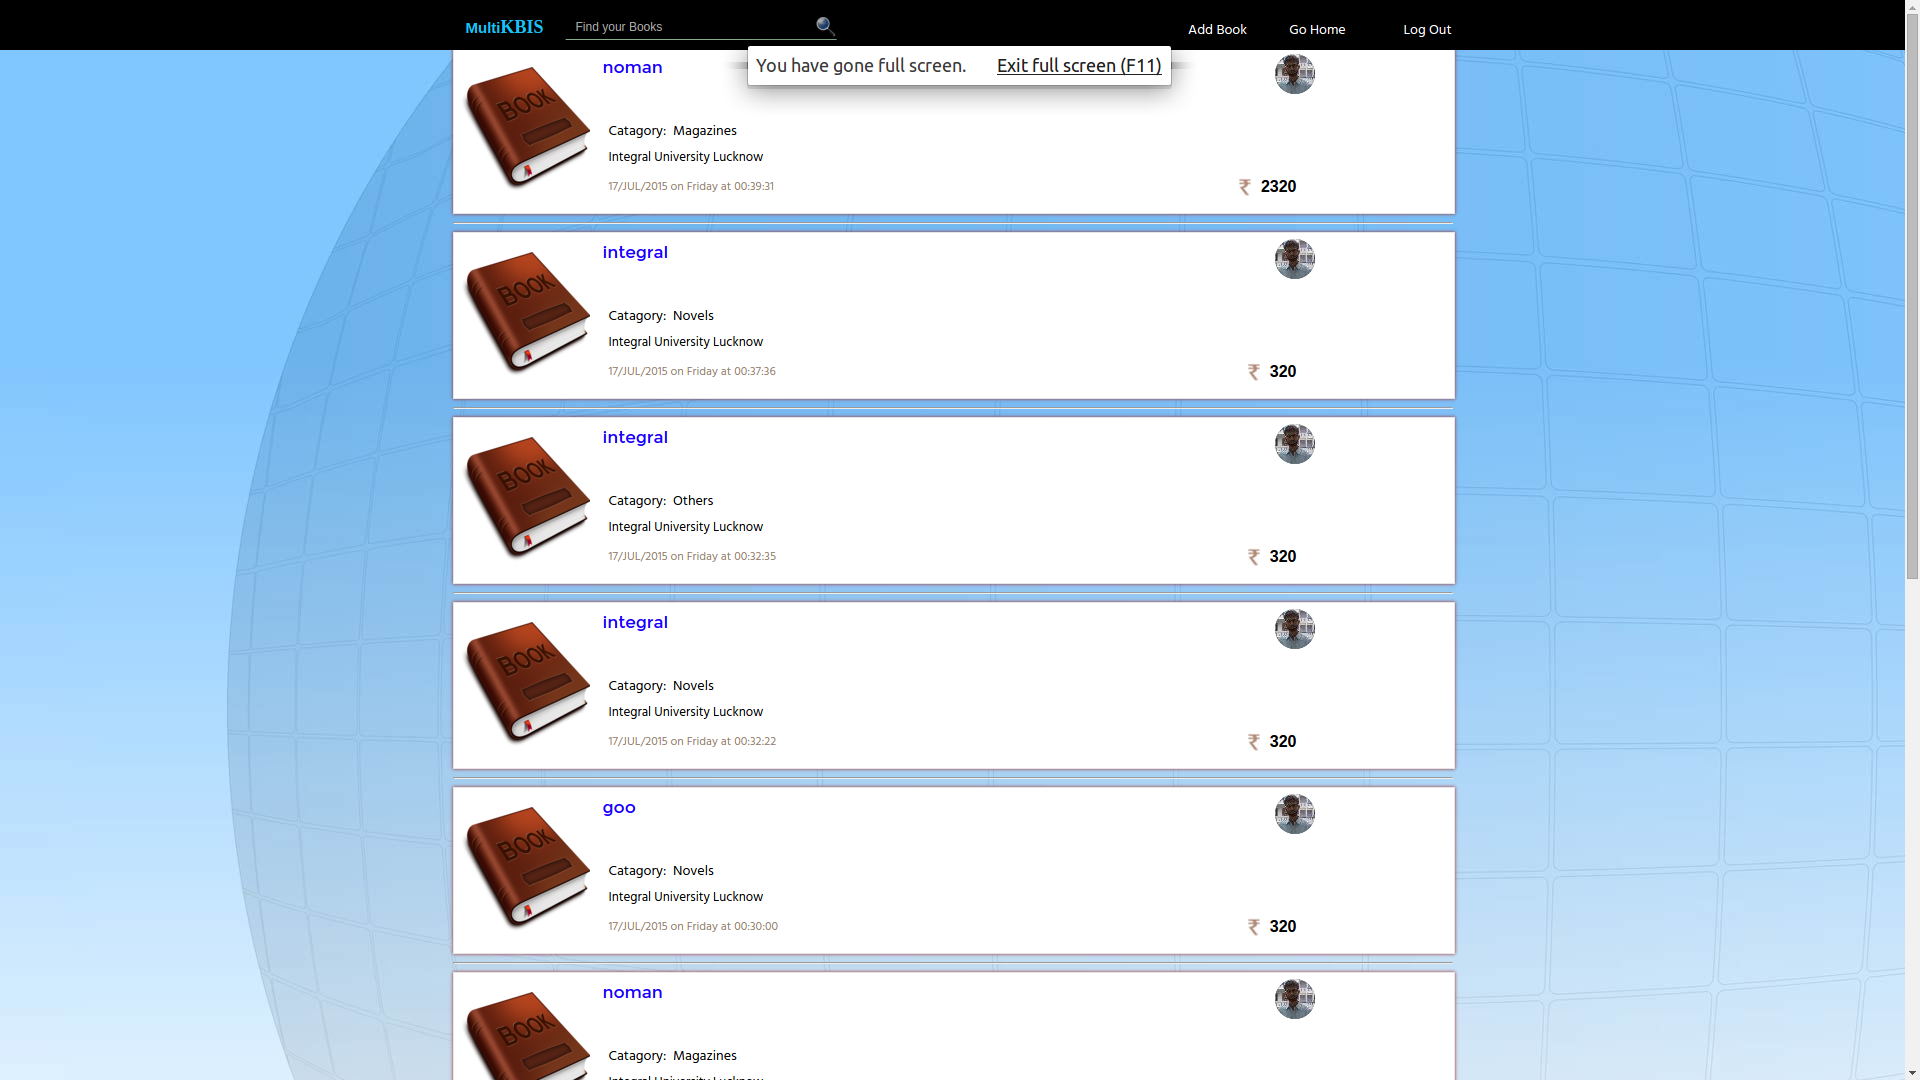 MultiKBIS Find your Books Add Book Go Home Log Out
You have gone full screen. Exit full screen (F11)
noman
BOOK
Catagory: Magazines
Integral University Lucknow
17/JUL/2015 on Friday at 00:39:31 ₹ 2320
integral
BOOK
Catagory: Novels
Integral University Lucknow
17/JUL/2015 on Friday at 00:37:36 ₹ 320
integral
BOOK
Catagory: Others
Integral University Lucknow
17/JUL/2015 on Friday at 00:32:35 ₹ 320
integral
BOOK
Catagory: Novels
Integral University Lucknow
17/JUL/2015 on Friday at 00:32:22 ₹ 320
goo
BOOK
Catagory: Novels
Integral University Lucknow
17/JUL/2015 on Friday at 00:30:00 ₹ 320
noman
BOOK
Catagory: Magazines
Integral University Lucknow